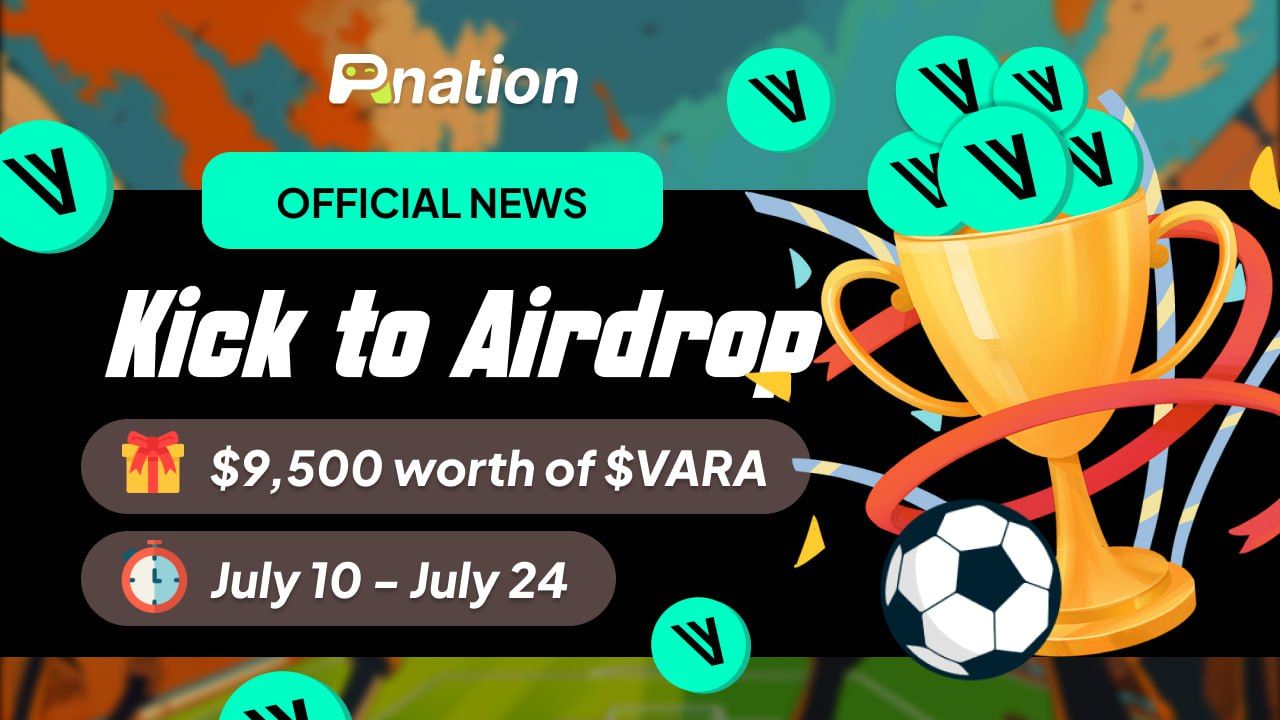 Pnation
OFFICIAL NEWS
Kick to Airdrop
$9,500 worth of $VARA
July 10 – July 24